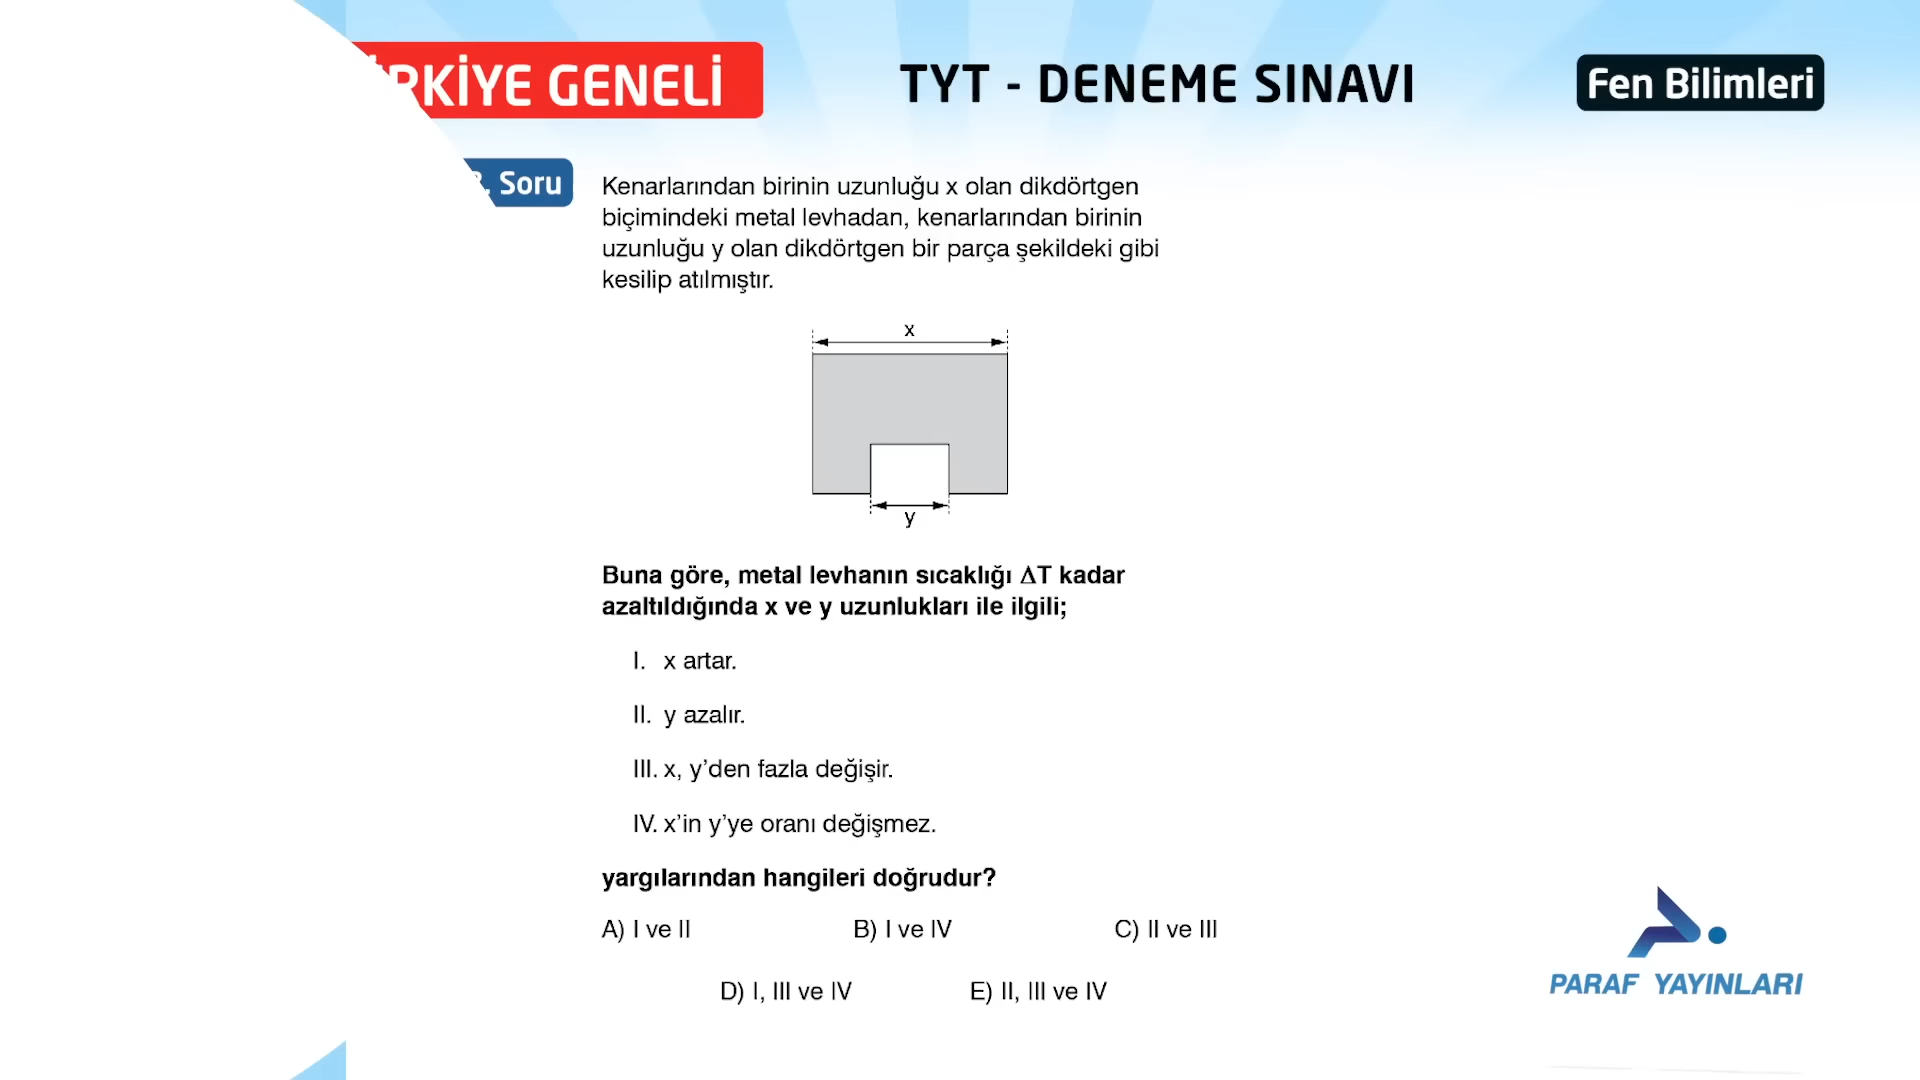 RKİYE GENELİ
TYT - DENEME SINAVI
Fen Bilimleri
. Soru
Kenarlarından birinin uzunluğu x olan dikdörtgen
biçimindeki metal levhadan, kenarlarından birinin
uzunluğu y olan dikdörtgen bir parça şekildeki gibi
kesilip atılmıştır.
x
y
Buna göre, metal levhanın sıcaklığı ΔT kadar
azaltıldığında x ve y uzunlukları ile ilgili;
I. x artar.
II. y azalır.
III. x, y’den fazla değişir.
IV. x’in y’ye oranı değişmez.
yargılarından hangileri doğrudur?
A) I ve II
B) I ve IV
C) II ve III
D) I, III ve IV
E) II, III ve IV
PARAF YAYINLARI